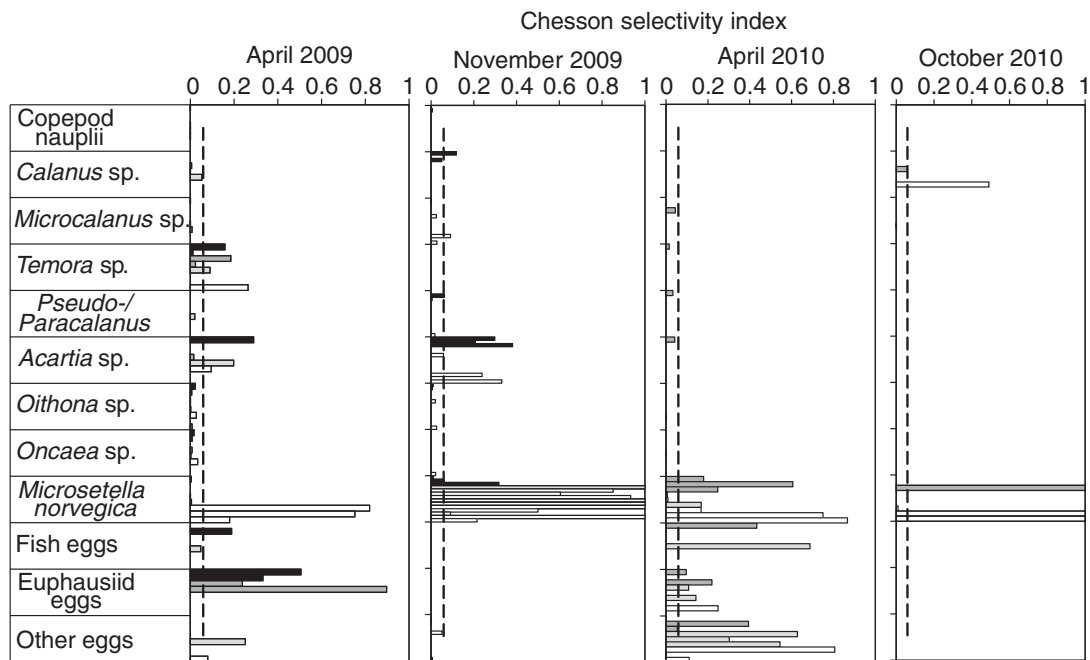 Chesson selectivity index
April 2009 November 2009 April 2010 October 2010
0 0.2 0.4 0.6 0.8 1 0 0.2 0.4 0.6 0.8 1 0 0.2 0.4 0.6 0.8 1 0 0.2 0.4 0.6 0.8 1
Copepod
nauplii
Calanus sp.
Microcalanus sp.
Temora sp.
Pseudo-/
Paracalanus
Acartia sp.
Oithona sp.
Oncaea sp.
Microsetella
norvegica
Fish eggs
Euphausiid
eggs
Other eggs